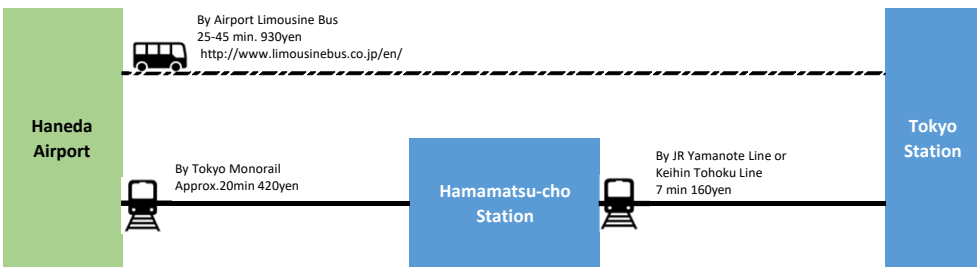 By Airport Limousine Bus
25-45 min. 930yen
http://www.limousinebus.co.jp/en/
Haneda
Airport
Tokyo
Station
By Tokyo Monorail
Approx.20min 420yen
Hamamatsu-cho
Station
By JR Yamanote Line or
Keihin Tohoku Line
7 min 160yen